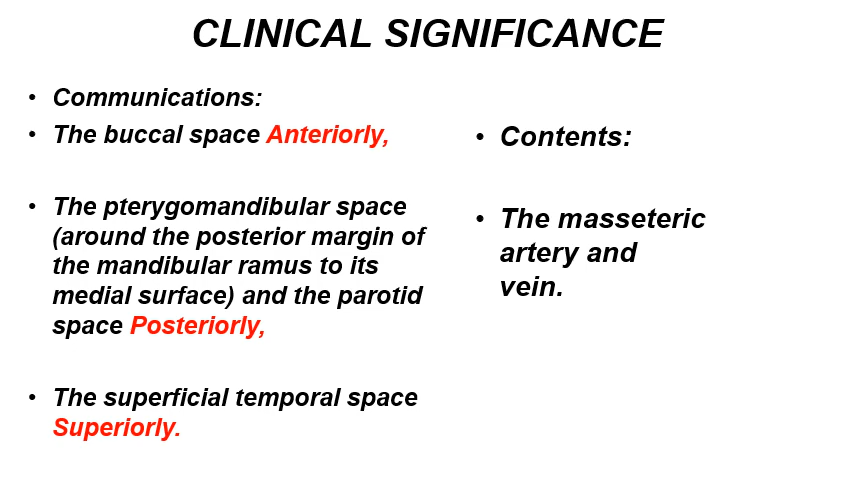 CLINICAL SIGNIFICANCE
• Communications:
• The buccal space Anteriorly,
• The pterygomandibular space
(around the posterior margin of
the mandibular ramus to its
medial surface) and the parotid
space Posteriorly,
• The superficial temporal space
Superiorly.
• Contents:
• The masseteric
artery and
vein.